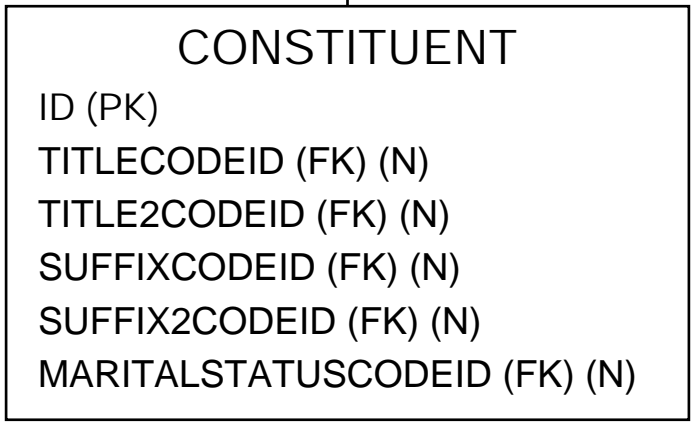 CONSTITUENT
ID (PK)
TITLECODEID (FK) (N)
TITLE2CODEID (FK) (N)
SUFFIXCODEID (FK) (N)
SUFFIX2CODEID (FK) (N)
MARITALSTATUSCODEID (FK) (N)